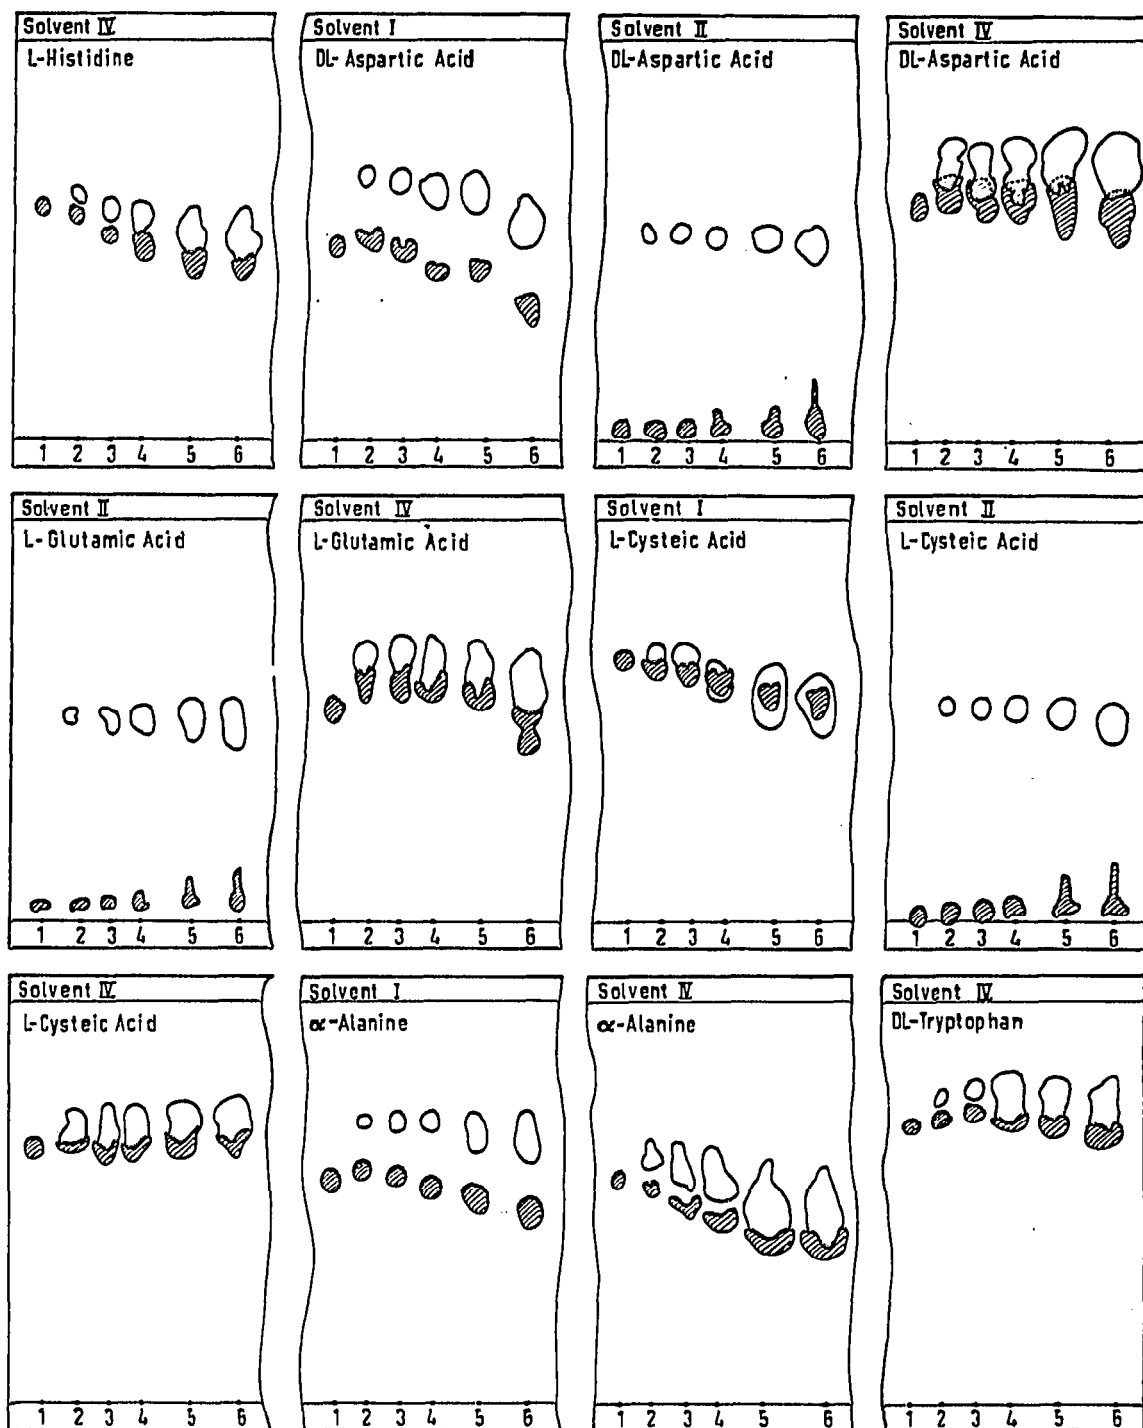 Solvent IV
L-Histidine
1 2 3 4 5 6
Solvent I
DL-Aspartic Acid
1 2 3 4 5 6
Solvent II
DL-Aspartic Acid
1 2 3 4 5 6
Solvent IV
DL-Aspartic Acid
1 2 3 4 5 6
Solvent II
L-Glutamic Acid
1 2 3 4 5 6
Solvent IV
L-Glutamic Acid
1 2 3 4 5 6
Solvent I
L-Cysteic Acid
1 2 3 4 5 6
Solvent II
L-Cysteic Acid
1 2 3 4 5 6
Solvent IV
L-Cysteic Acid
1 2 3 4 5 6
Solvent I
α-Alanine
1 2 3 4 5 6
Solvent IV
α-Alanine
1 2 3 4 5 6
Solvent IV
DL-Tryptophan
1 2 3 4 5 6